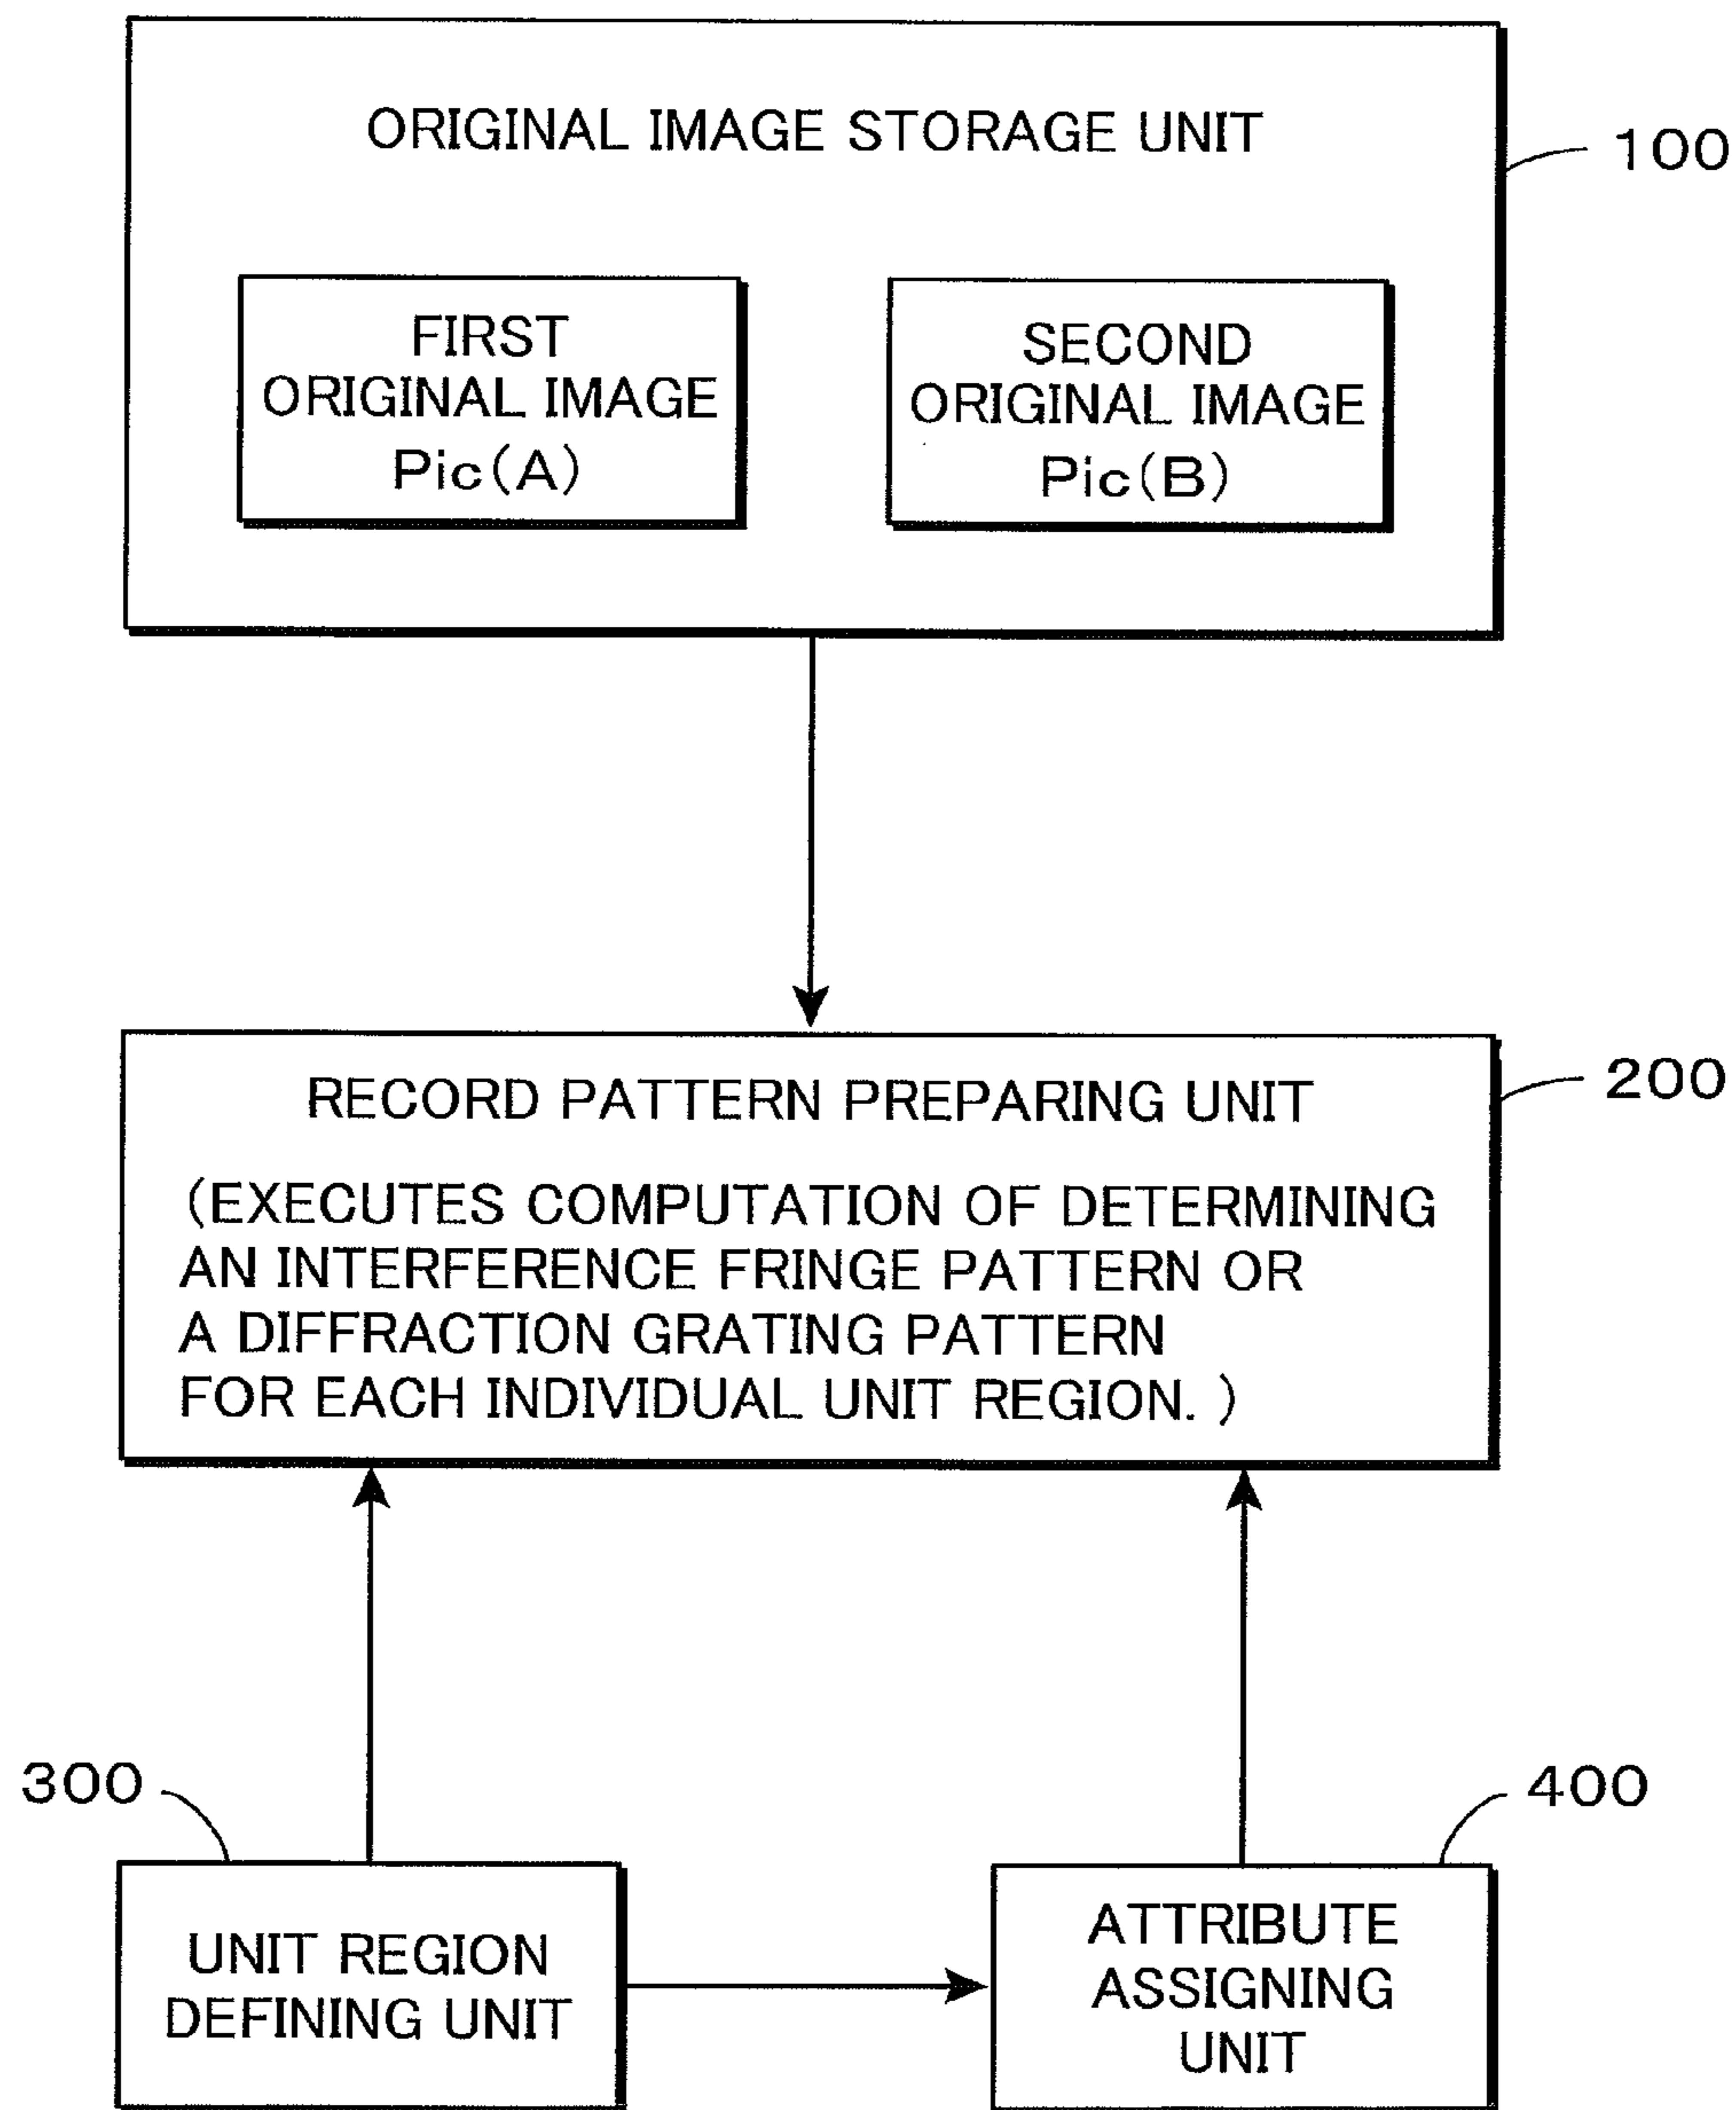 ORIGINAL IMAGE STORAGE UNIT
100
FIRST
ORIGINAL IMAGE
Pic(A)
SECOND
ORIGINAL IMAGE
Pic(B)
RECORD PATTERN PREPARING UNIT
200
(EXECUTES COMPUTATION OF DETERMINING
AN INTERFERENCE FRINGE PATTERN OR
A DIFFRACTION GRATING PATTERN
FOR EACH INDIVIDUAL UNIT REGION. )
300
400
UNIT REGION
DEFINING UNIT
ATTRIBUTE
ASSIGNING
UNIT